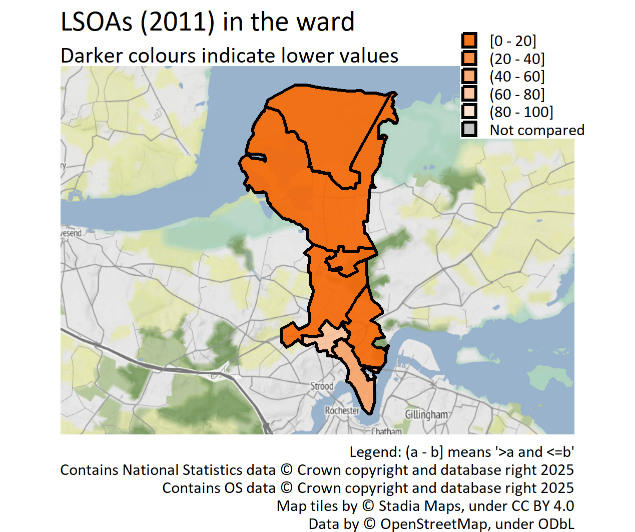 LSOAs (2011) in the ward
Darker colours indicate lower values
[0 - 20]
(20 - 40]
(40 - 60]
(60 - 80]
(80 - 100]
Not compared
ry
vesend
Strood
Rochester
Gillingham
Chatham
Legend: (a - b] means '>a and <=b'
Contains National Statistics data © Crown copyright and database right 2025
Contains OS data © Crown copyright and database right 2025
Map tiles by © Stadia Maps, under CC BY 4.0
Data by © OpenStreetMap, under ODbL